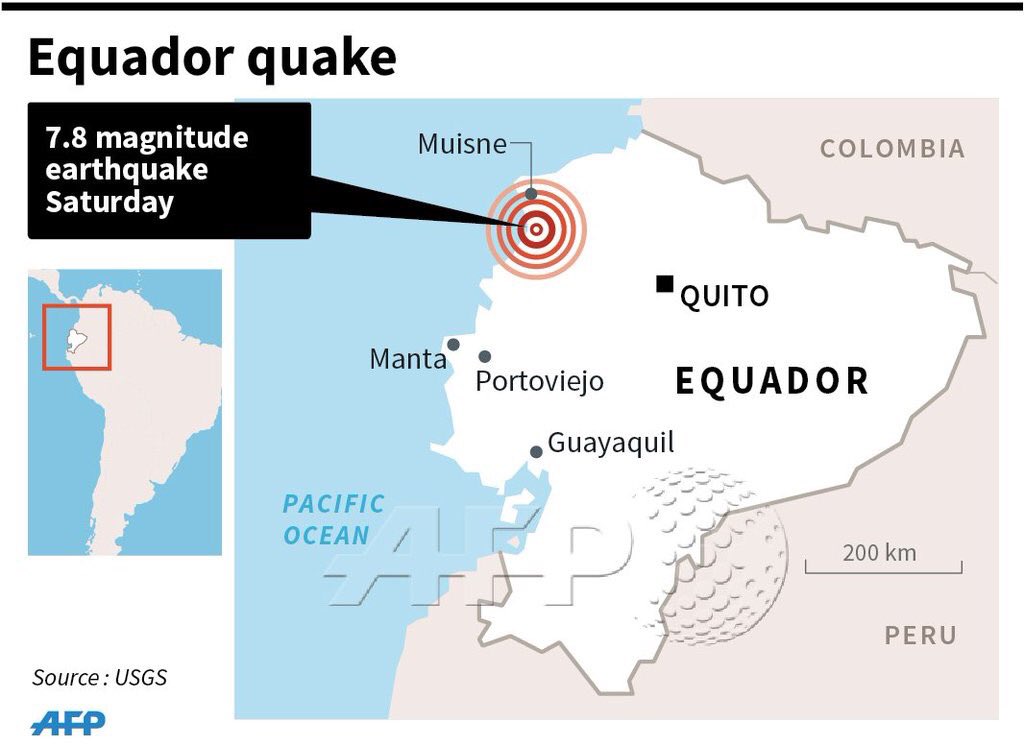 Equador quake
7.8 magnitude
earthquake
Saturday
Muisne
COLOMBIA
QUITO
Manta
Portoviejo
EQUADOR
Guayaquil
PACIFIC
OCEAN
AFP
200 km
PERU
Source : USGS
AFP